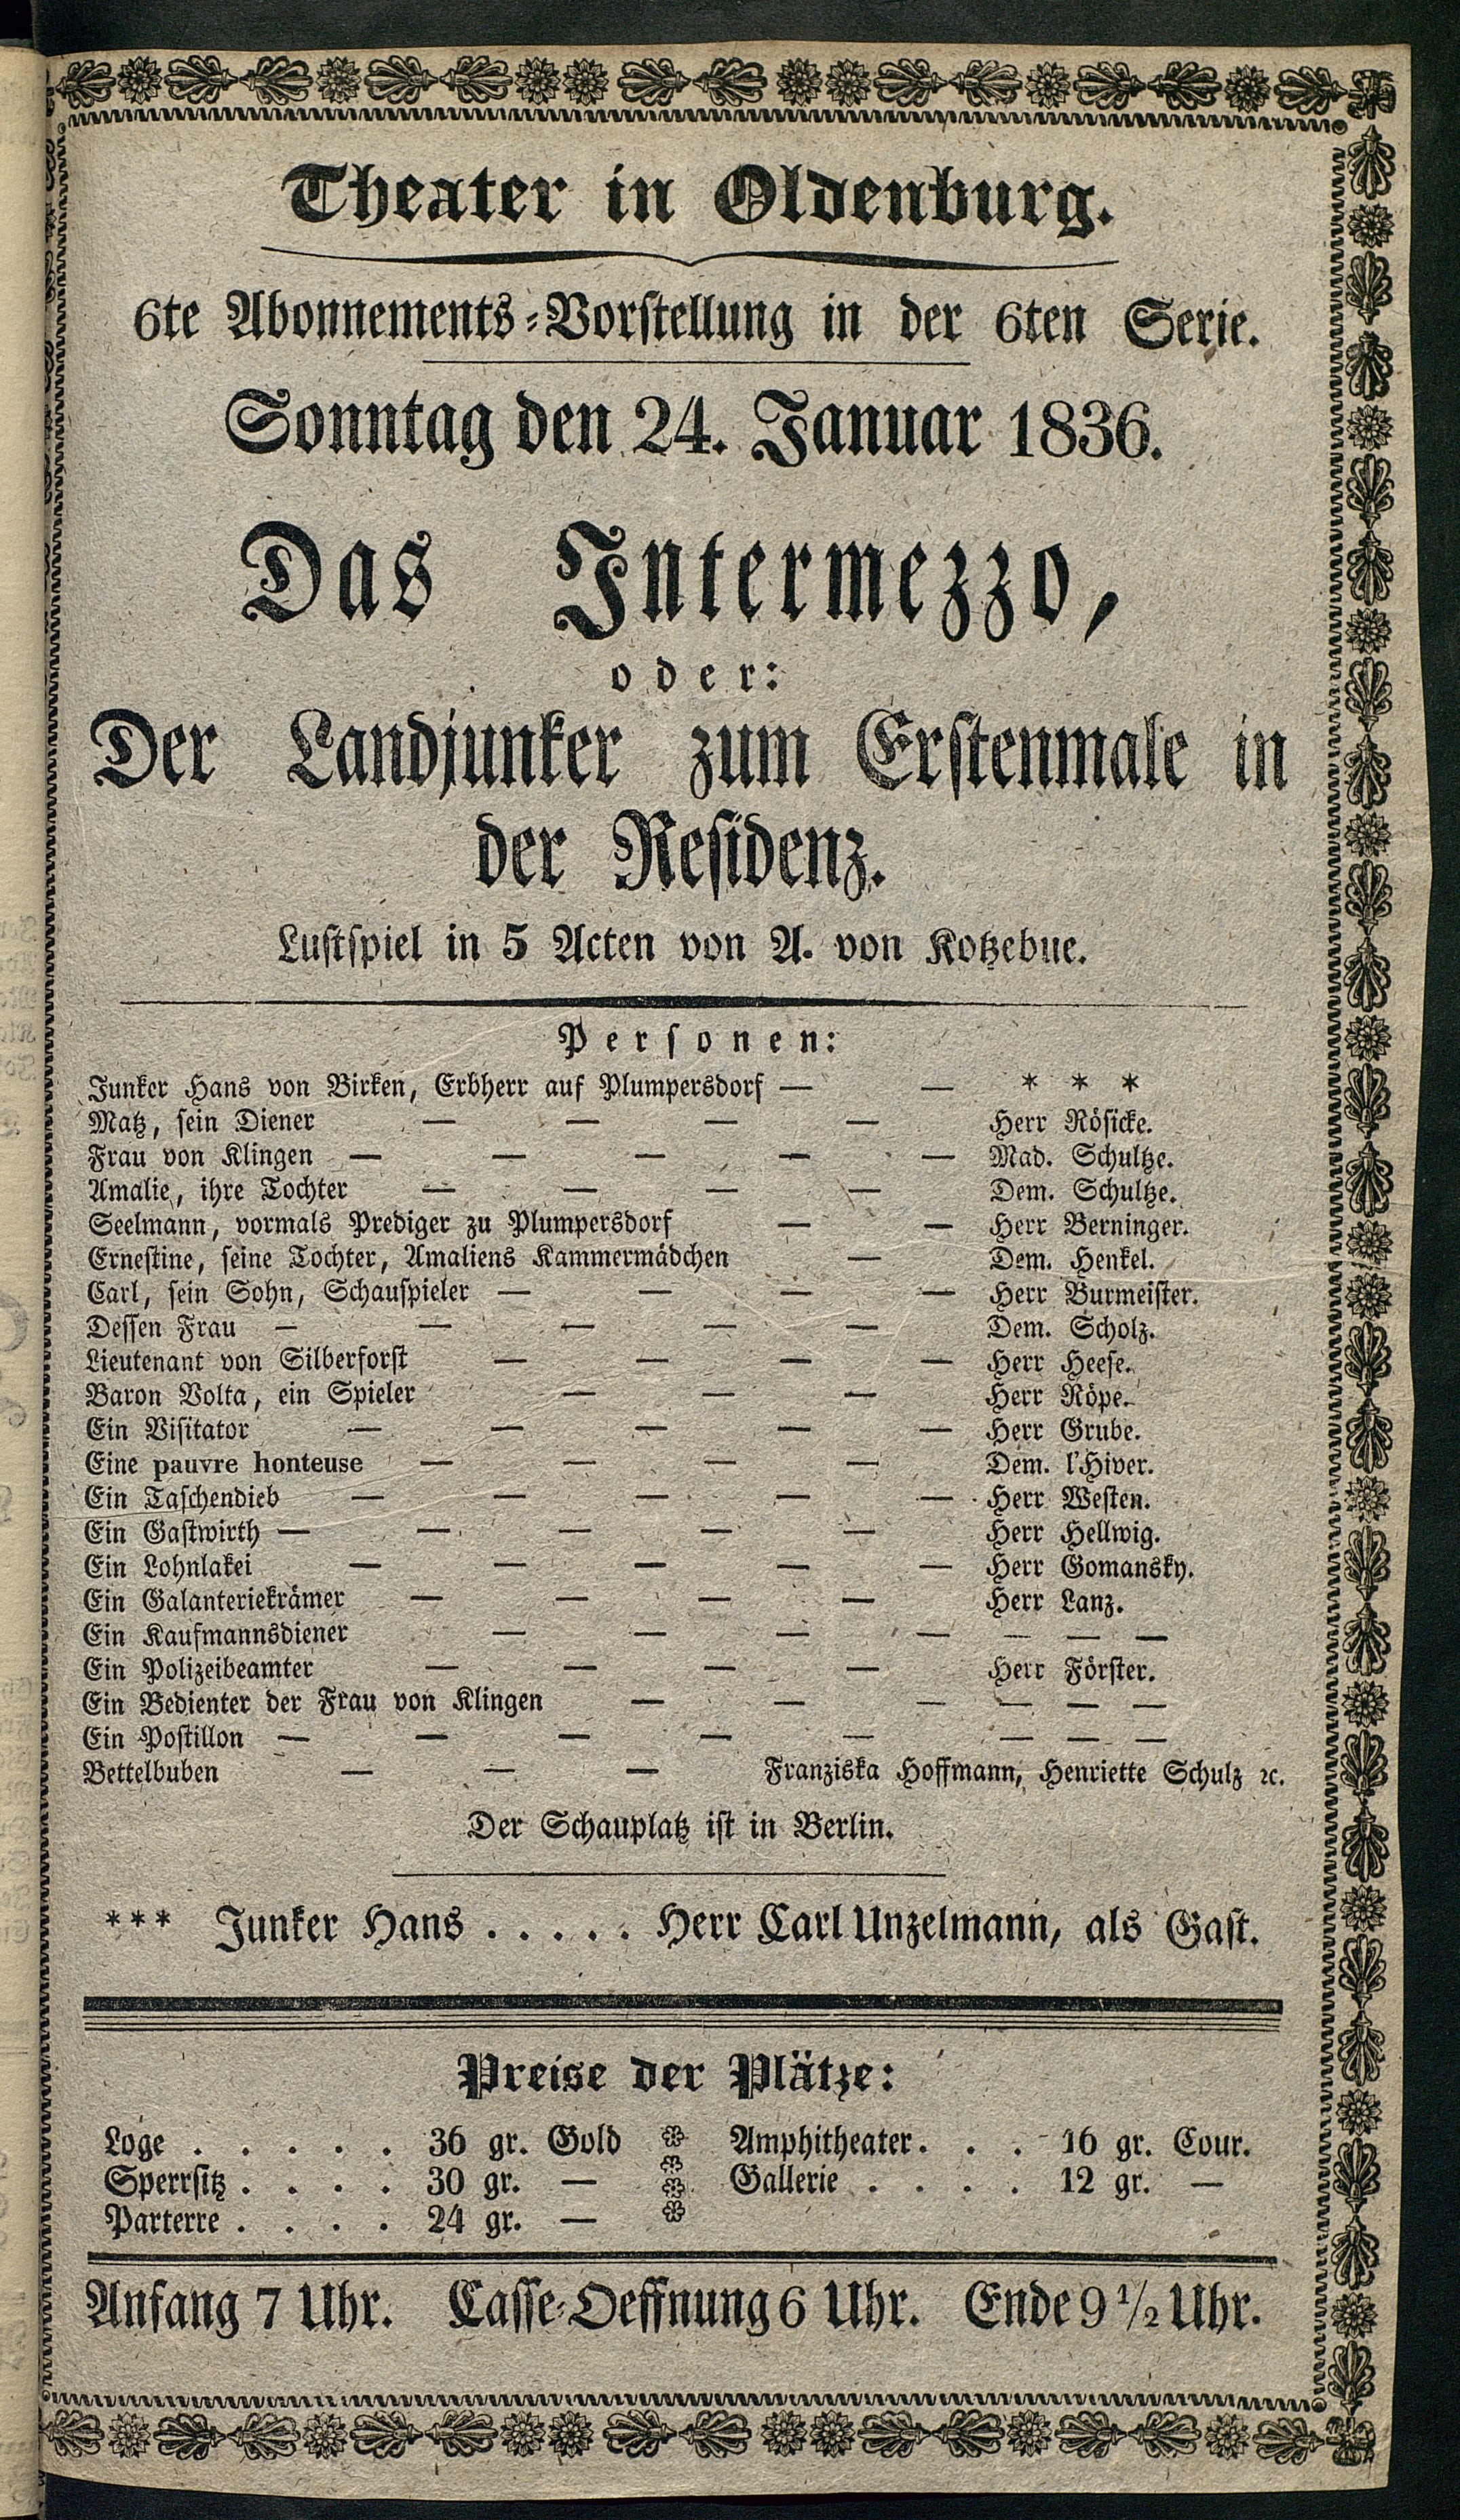 Theater in Oldenburg.
6te Abonnements-Vorstellung in der 6ten Serie.
Sonntag den 24. Januar 1836.
Das Intermezzo,
oder:
Der Landjunker zum Erstenmale in
der Residenz.
Lustspiel in 5 Acten von A. von Kotzebue.
Personen:
Junker Hans von Birken, Erbherr auf Plumpersdorf — — * * *
Matz, sein Diener — — — — Herr Rösicke.
Frau von Klingen — — — — — Mad. Schultze.
Amalie, ihre Tochter — — — — Dem. Schultze.
Seelmann, vormals Prediger zu Plumpersdorf — — Herr Berninger.
Ernestine, seine Tochter, Amaliens Kammermädchen — Dem. Henkel.
Carl, sein Sohn, Schauspieler — — — — Herr Burmeister.
Dessen Frau — — — — — Dem. Scholz.
Lieutenant von Silberforst — — — — Herr Heese.
Baron Volta, ein Spieler — — — Herr Röpe.
Ein Visitator — — — — — Herr Grube.
Eine pauvre honteuse — — — — Dem. l'Hiver.
Ein Taschendieb — — — — — Herr Westen.
Ein Gastwirth — — — — — Herr Hellwig.
Ein Lohnlakei — — — — — Herr Gomansky.
Ein Galanteriekrämer — — — — Herr Lanz.
Ein Kaufmannsdiener — — — — — — —
Ein Polizeibeamter — — — — Herr Förster.
Ein Bedienter der Frau von Klingen — — — — — —
Ein Postillon — — — — — — — —
Bettelbuben — — — Franziska Hoffmann, Henriette Schulz ꝛc.
Der Schauplatz ist in Berlin.
*** Junker Hans . . . . . Herr Carl Unzelmann, als Gast.
Preise der Plätze:
Loge . . . . . 36 gr. Gold
Sperrsitz . . . . 30 gr. —
Parterre . . . . 24 gr. —
Amphitheater . . . 16 gr. Cour.
Gallerie . . . . 12 gr. —
Anfang 7 Uhr. Casse-Oeffnung 6 Uhr. Ende 9 1/2 Uhr.